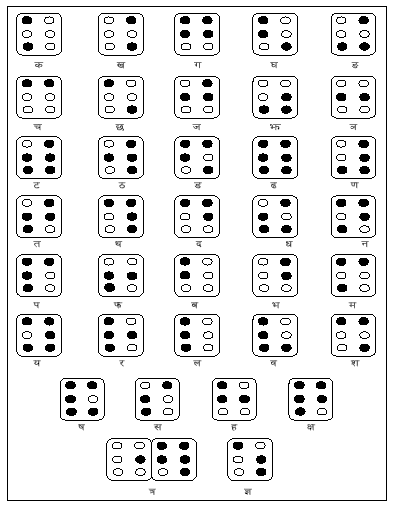 क ख ग घ ङ
च छ ज झ ञ
ट ठ ड ढ ण
त थ द ध न
प फ ब भ म
य र ल व श
ष स ह क्ष
त्र ज्ञ